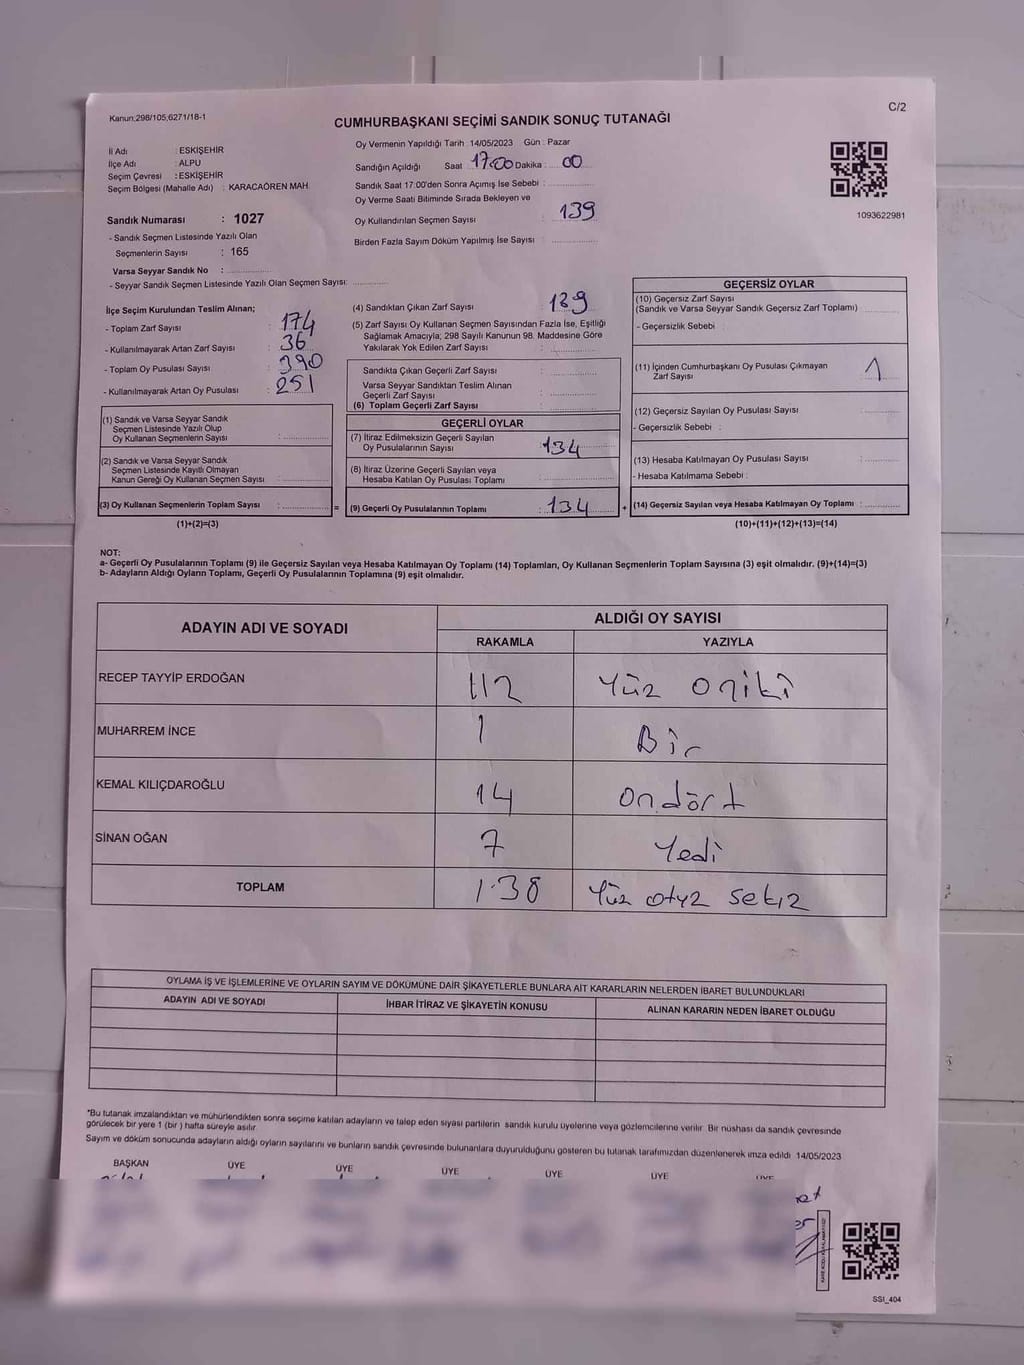 Kanun:298/105,6271/18-1
C/2
CUMHURBAŞKANI SEÇİMİ SANDIK SONUÇ TUTANAĞI
İl Adı : ESKİŞEHİR
İlçe Adı : ALPU
Seçim Çevresi : ESKİŞEHİR
Seçim Bölgesi (Mahalle Adı) : KARACAÖREN MAH.
Oy Vermenin Yapıldığı Tarih :14/05/2023 Gün : Pazar
Sandığın Açıldığı Saat : 17:00 Dakika : 00
Sandık Saat 17:00'den Sonra Açımış İse Sebebi :
Oy Verme Saati Bitiminde Sırada Bekleyen ve
Oy Kullandırılan Seçmen Sayısı : 139
Birden Fazla Sayım Döküm Yapılmış İse Sayısı :
1093622981
Sandık Numarası : 1027
- Sandık Seçmen Listesinde Yazılı Olan
Seçmenlerin Sayısı : 165
Varsa Seyyar Sandık No :
- Seyyar Sandık Seçmen Listesinde Yazılı Olan Seçmen Sayısı:
İlçe Seçim Kurulundan Teslim Alınan;
- Toplam Zarf Sayısı : 174
- Kullanılmayarak Artan Zarf Sayısı : 36
- Toplam Oy Pusulası Sayısı : 390
- Kullanılmayarak Artan Oy Pusulası : 251
(1) Sandık ve Varsa Seyyar Sandık
Seçmen Listesinde Yazılı Olup
Oy Kullanan Seçmenlerin Sayısı :
(2) Sandık ve Varsa Seyyar Sandık
Seçmen Listesinde Kayıtlı Olmayan
Kanun Gereği Oy Kullanan Seçmen Sayısı :
(3) Oy Kullanan Seçmenlerin Toplam Sayısı : =
(1)+(2)=(3)
(4) Sandıktan Çıkan Zarf Sayısı : 139
(5) Zarf Sayısı Oy Kullanan Seçmen Sayısından Fazla İse, Eşitliği
Sağlamak Amacıyla; 298 Sayılı Kanunun 98. Maddesine Göre
Yakılarak Yok Edilen Zarf Sayısı :
Sandıkta Çıkan Geçerli Zarf Sayısı :
Varsa Seyyar Sandıktan Teslim Alınan
Geçerli Zarf Sayısı :
(6) Toplam Geçerli Zarf Sayısı :
GEÇERLİ OYLAR
(7) İtiraz Edilmeksizin Geçerli Sayılan
Oy Pusulalarının Sayısı : 134
(8) İtiraz Üzerine Geçerli Sayılan veya
Hesaba Katılan Oy Pusulası Toplamı :
(9) Geçerli Oy Pusulalarının Toplamı : 134 +
GEÇERSİZ OYLAR
(10) Geçersiz Zarf Sayısı
(Sandık ve Varsa Seyyar Sandık Geçersiz Zarf Toplamı) :
- Geçersizlik Sebebi :
(11) İçinden Cumhurbaşkanı Oy Pusulası Çıkmayan
Zarf Sayısı : 1
(12) Geçersiz Sayılan Oy Pusulası Sayısı :
- Geçersizlik Sebebi :
(13) Hesaba Katılmayan Oy Pusulası Sayısı :
- Hesaba Katılmama Sebebi :
(14) Geçersiz Sayılan veya Hesaba Katılmayan Oy Toplamı :
(10)+(11)+(12)+(13)=(14)
NOT:
a- Geçerli Oy Pusulalarının Toplamı (9) ile Geçersiz Sayılan veya Hesaba Katılmayan Oy Toplamı (14) Toplamları, Oy Kullanan Seçmenlerin Toplam Sayısına (3) eşit olmalıdır. (9)+(14)=(3)
b- Adayların Aldığı Oyların Toplamı, Geçerli Oy Pusulalarının Toplamına (9) eşit olmalıdır.
ADAYIN ADI VE SOYADI
ALDIĞI OY SAYISI
RAKAMLA YAZIYLA
RECEP TAYYİP ERDOĞAN 112 Yüz oniki
MUHARREM İNCE 1 Bir
KEMAL KILIÇDAROĞLU 14 Ondört
SİNAN OĞAN 7 Yedi
TOPLAM 1.38 Yüz otuz sekiz
OYLAMA İŞ VE İŞLEMLERİNE VE OYLARIN SAYIM VE DÖKÜMÜNE DAİR ŞİKAYETLERLE BUNLARA AİT KARARLARIN NELERDEN İBARET BULUNDUKLARI
ADAYIN ADI VE SOYADI İHBAR İTİRAZ VE ŞİKAYETİN KONUSU ALINAN KARARIN NEDEN İBARET OLDUĞU
*Bu tutanak imzalandıktan ve mühürlendikten sonra seçime katılan adayların ve talep eden siyasi partilerin sandık kurulu üyelerine veya gözlemcilerine verilir. Bir nüshası da sandık çevresinde
görülecek bir yere 1 (bir ) hafta süreyle asılır.
Sayım ve döküm sonucunda adayların aldığı oyların sayılarını ve bunların sandık çevresinde bulunanlara duyurulduğunu gösteren bu tutanak tarafımızdan düzenlenerek imza edildi. 14/05/2023
BAŞKAN ÜYE ÜYE ÜYE ÜYE ÜYE ÜYE
SSI_404